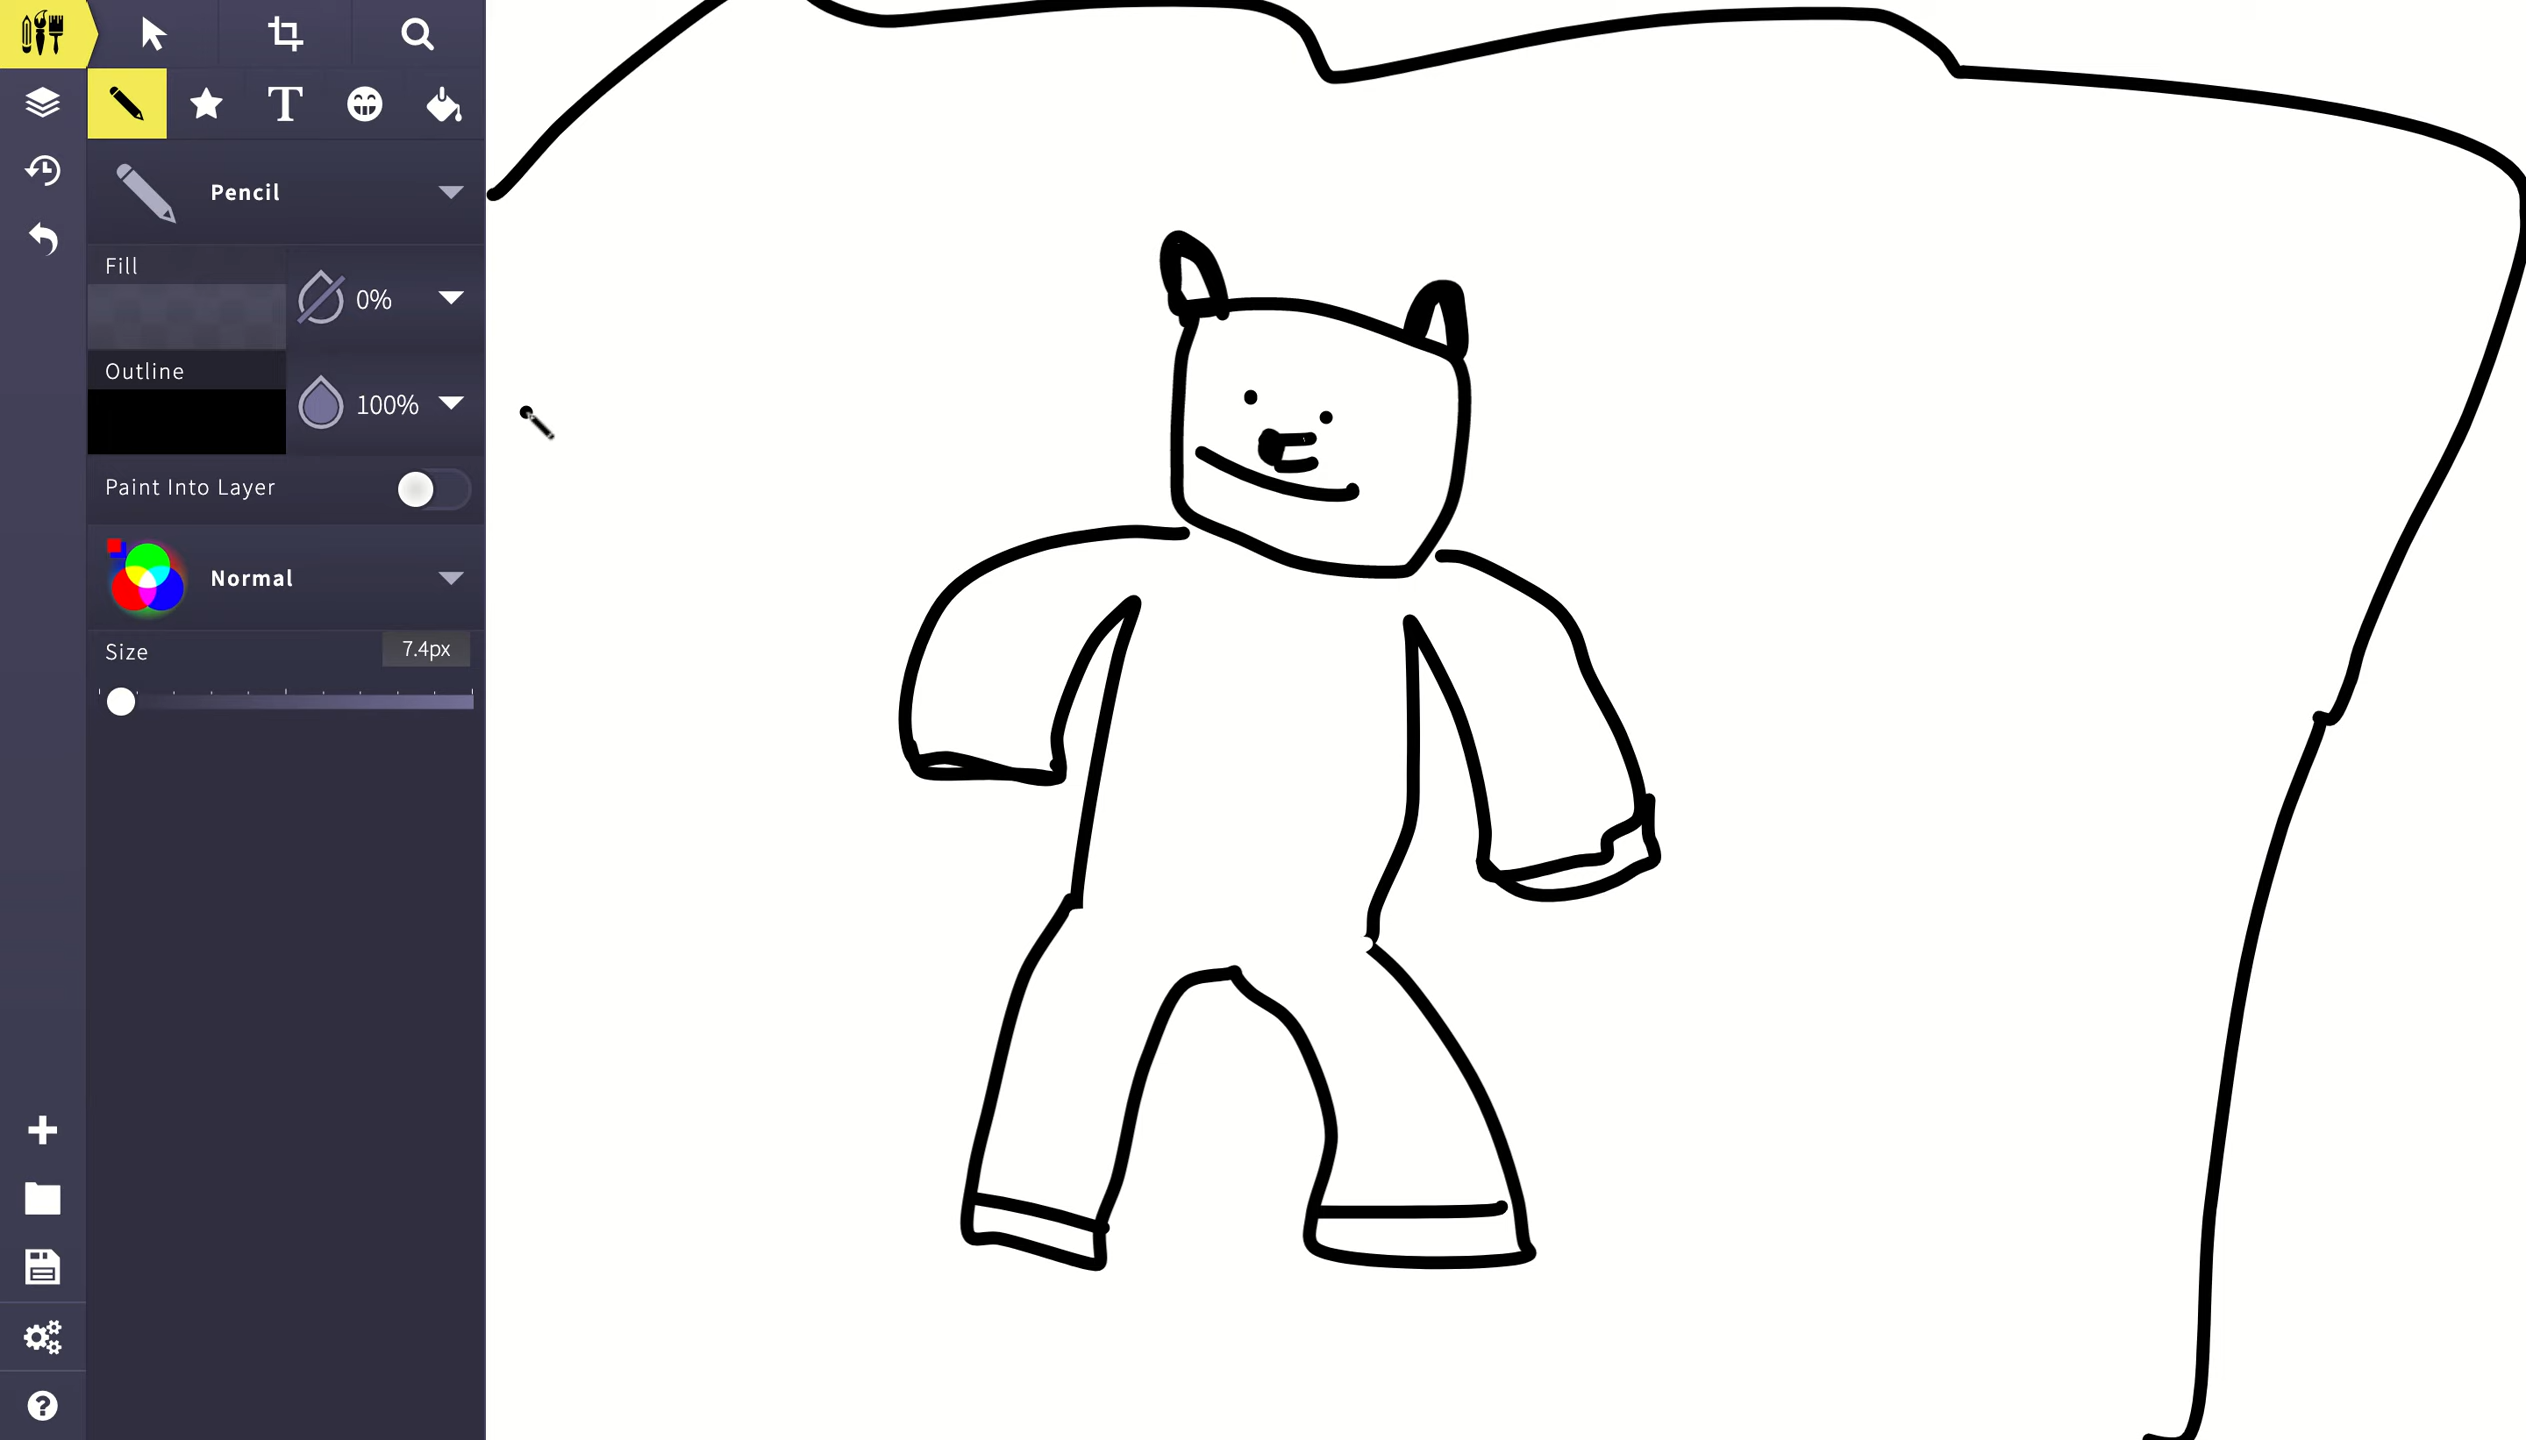 T
Pencil
Fill
0%
Outline
100%
Paint Into Layer
Normal
Size
7.4px
?